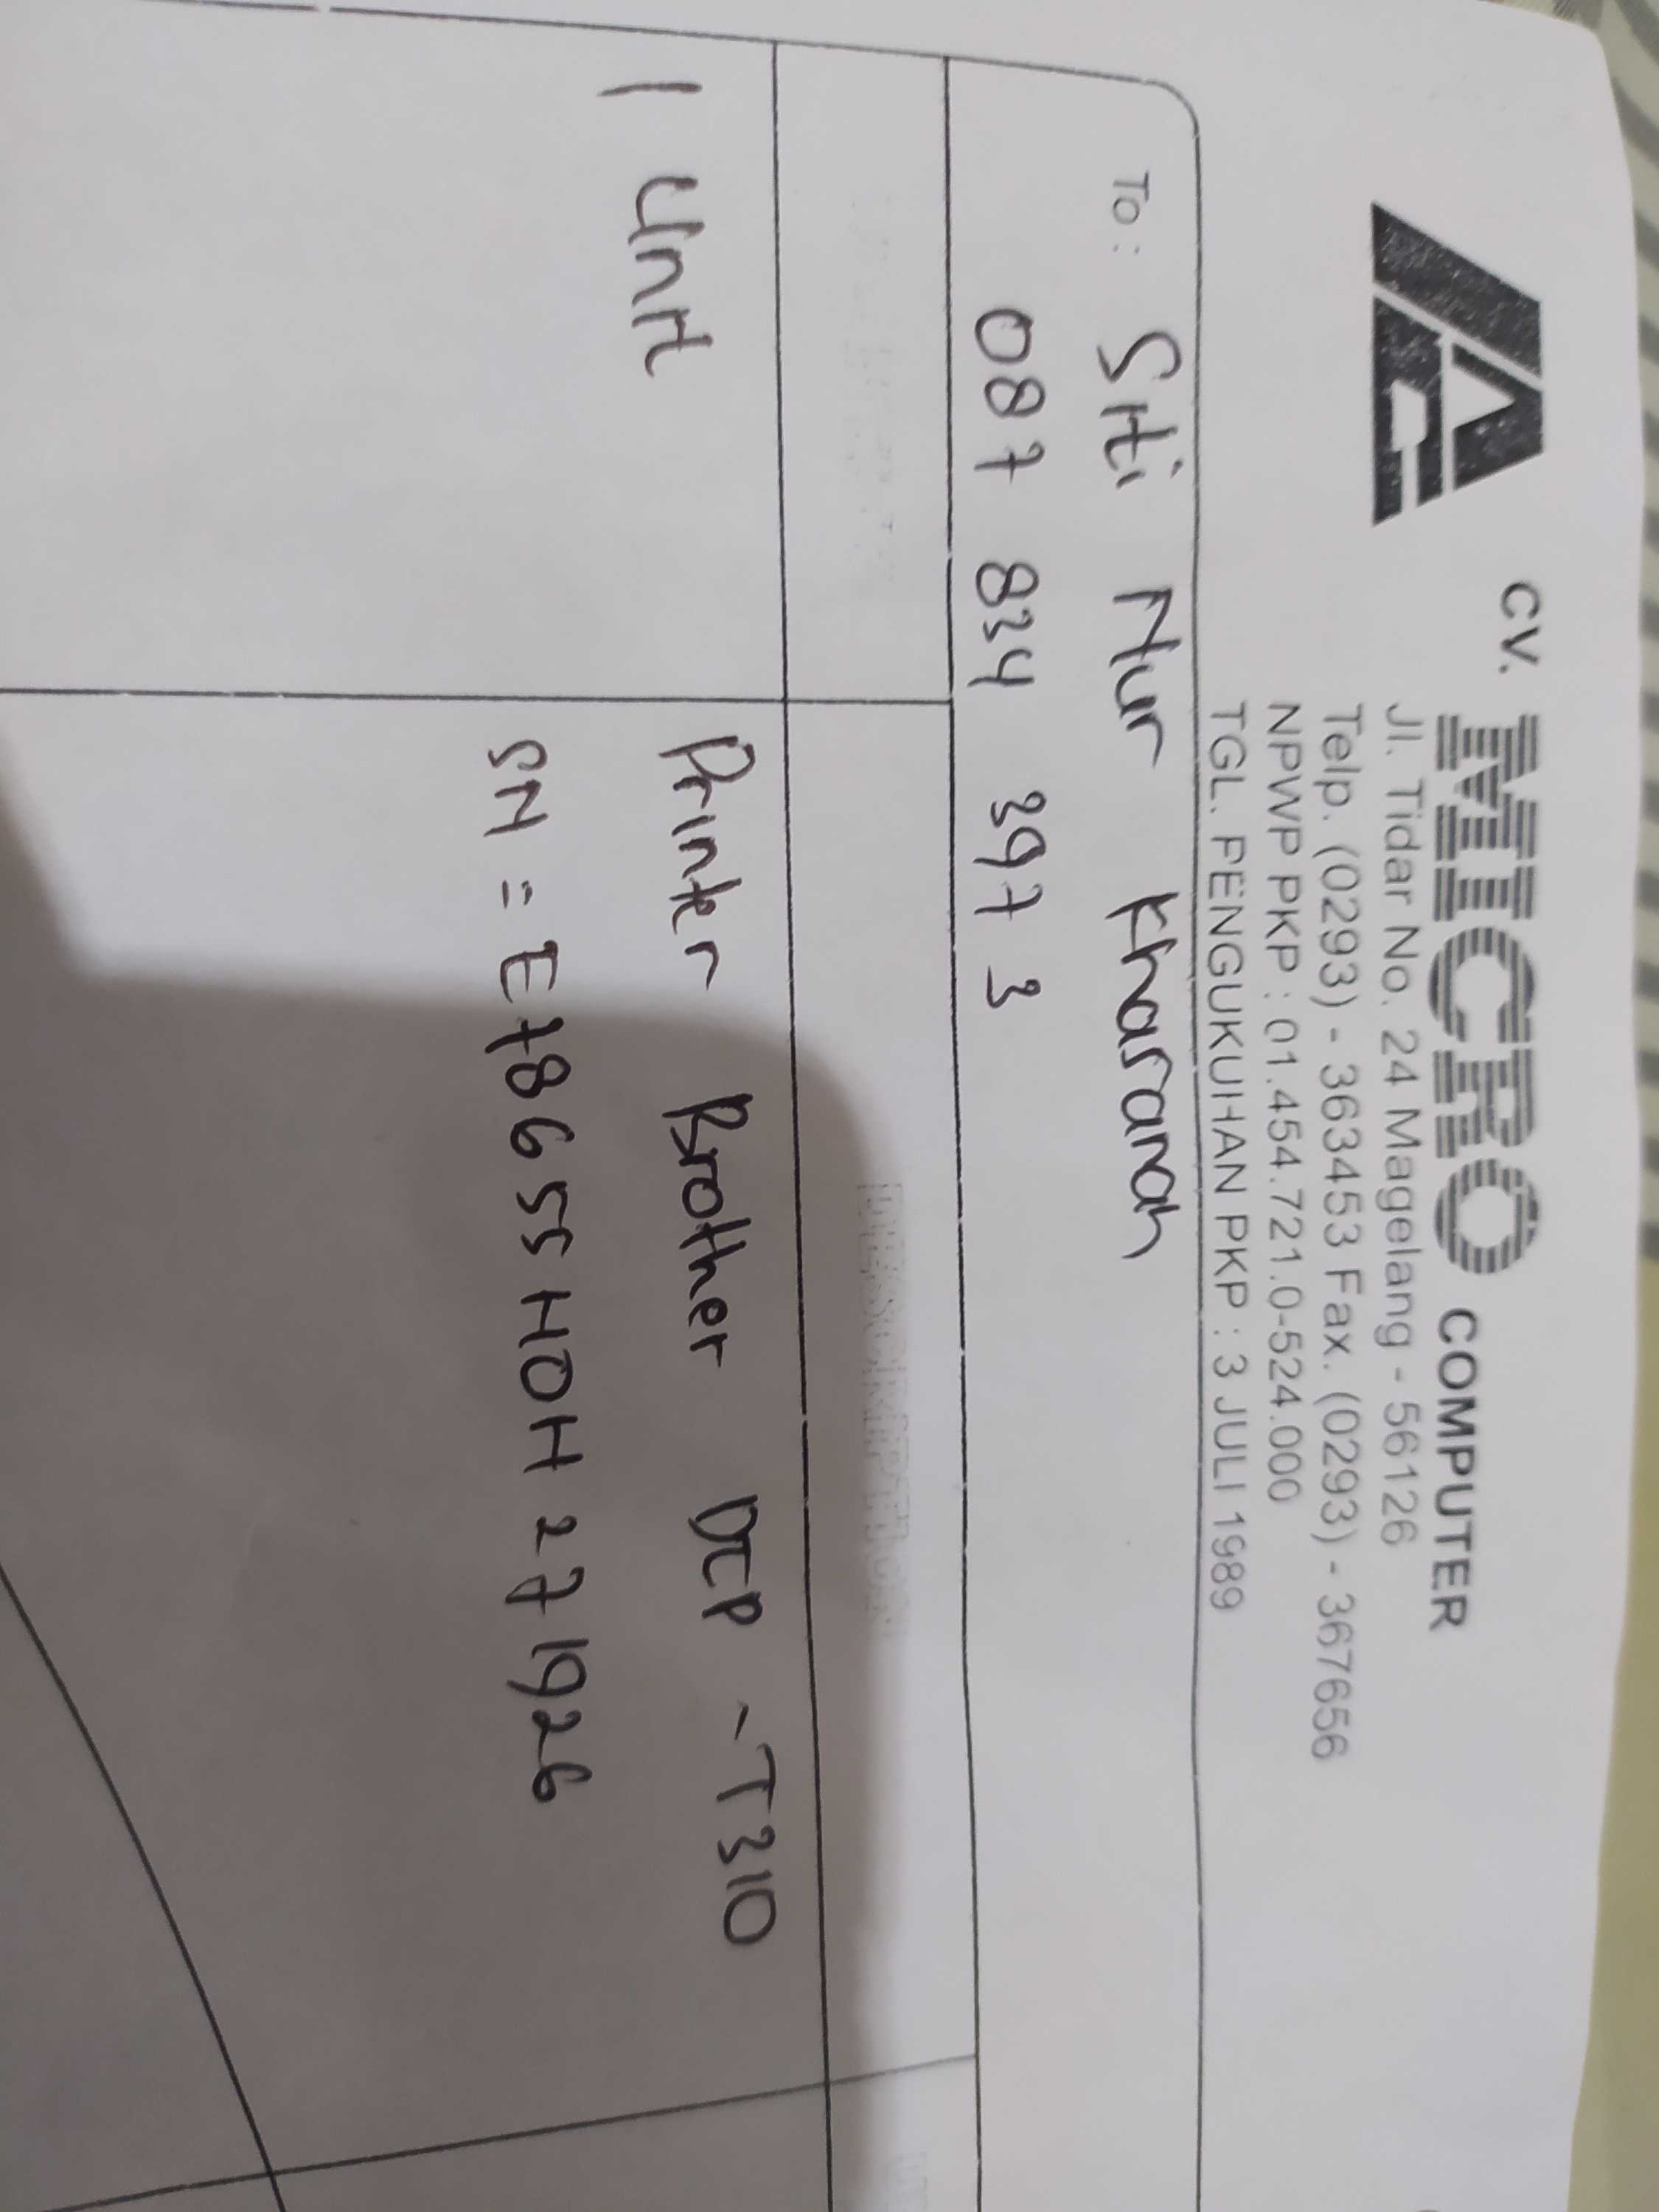 CV. MICRO COMPUTER
Jl. Tidar No. 24 Magelang - 56126
Telp. (0293) - 363453 Fax. (0293) - 367656
NPWP PKP : 01.454.721.0-524.000
TGL. PENGUKUHAN PKP : 3 JULI 1989
To : Siti Nur Khasanah
087 834 397 3
DESCRIPTION
1 Unit Printer Brother DCP - T310
SN = E78655H0H271926